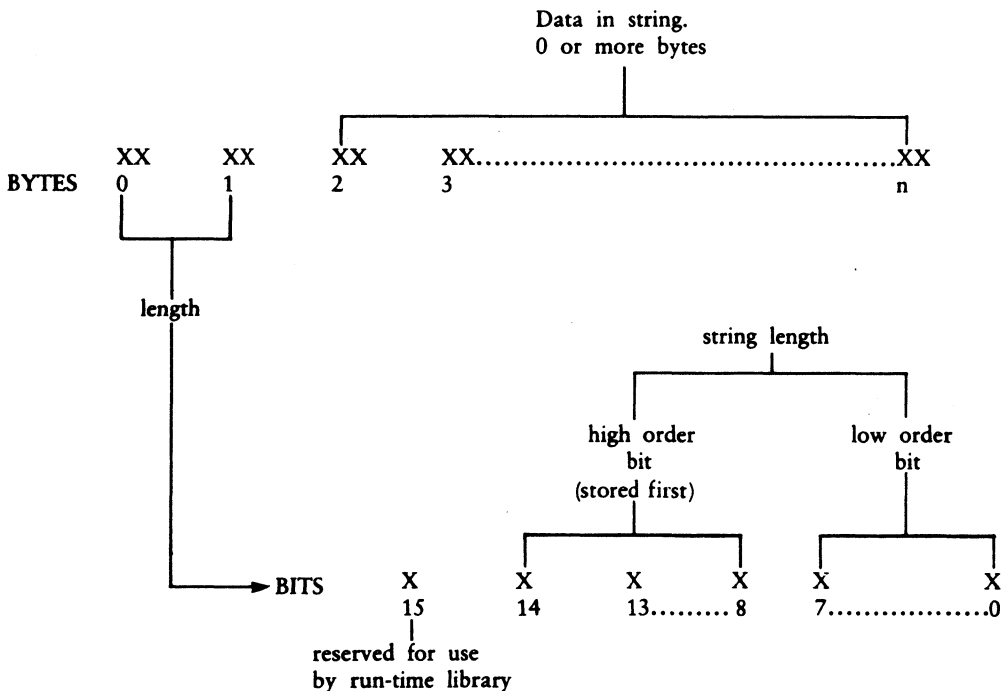 Data in string.
0 or more bytes
XX XX XX XX........................................XX
BYTES 0 1 2 3 n
length
string length
high order
bit
(stored first)
low order
bit
BITS X X X X X X
15 14 13........8 7...............0
reserved for use
by run-time library